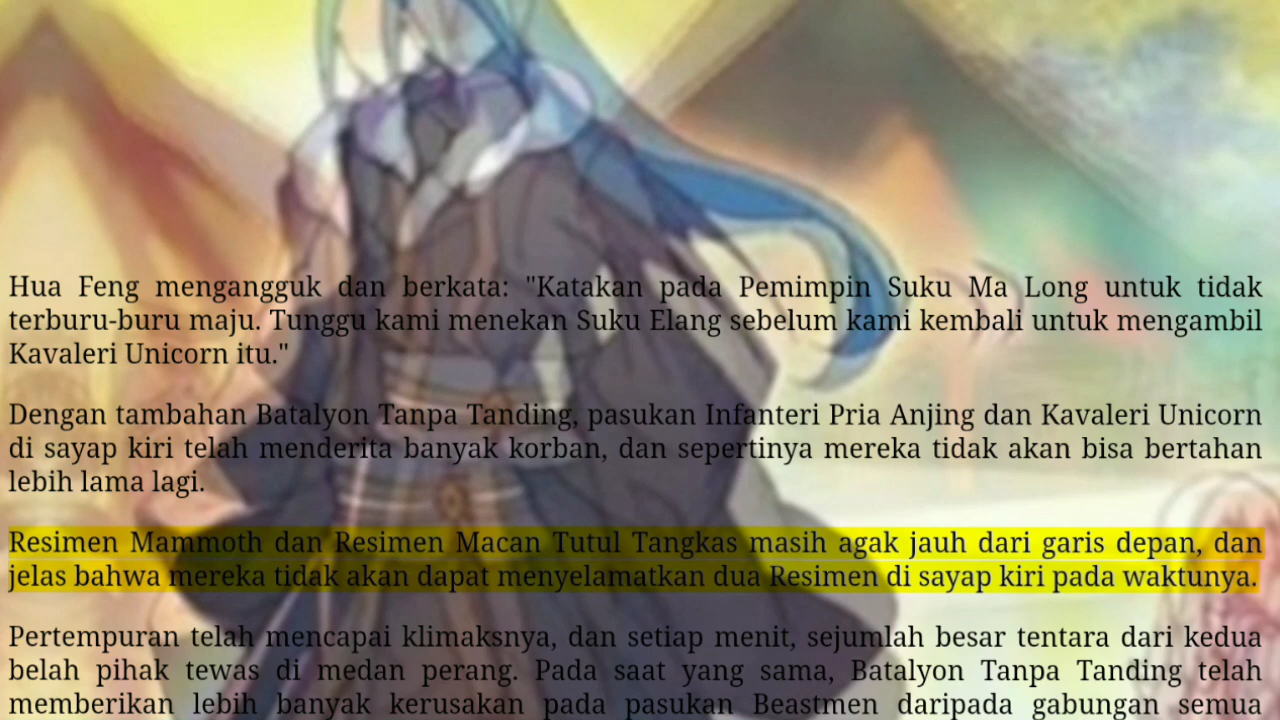 Hua Feng mengangguk dan berkata: "Katakan pada Pemimpin Suku Ma Long untuk tidak
terburu-buru maju. Tunggu kami menekan Suku Elang sebelum kami kembali untuk mengambil
Kavaleri Unicorn itu."
Dengan tambahan Batalyon Tanpa Tanding, pasukan Infanteri Pria Anjing dan Kavaleri Unicorn
di sayap kiri telah menderita banyak korban, dan sepertinya mereka tidak akan bisa bertahan
lebih lama lagi.
Resimen Mammoth dan Resimen Macan Tutul Tangkas masih agak jauh dari garis depan, dan
jelas bahwa mereka tidak akan dapat menyelamatkan dua Resimen di sayap kiri pada waktunya.
Pertempuran telah mencapai klimaksnya, dan setiap menit, sejumlah besar tentara dari kedua
belah pihak tewas di medan perang. Pada saat yang sama, Batalyon Tanpa Tanding telah
memberikan lebih banyak kerusakan pada pasukan Beastmen daripada gabungan semua